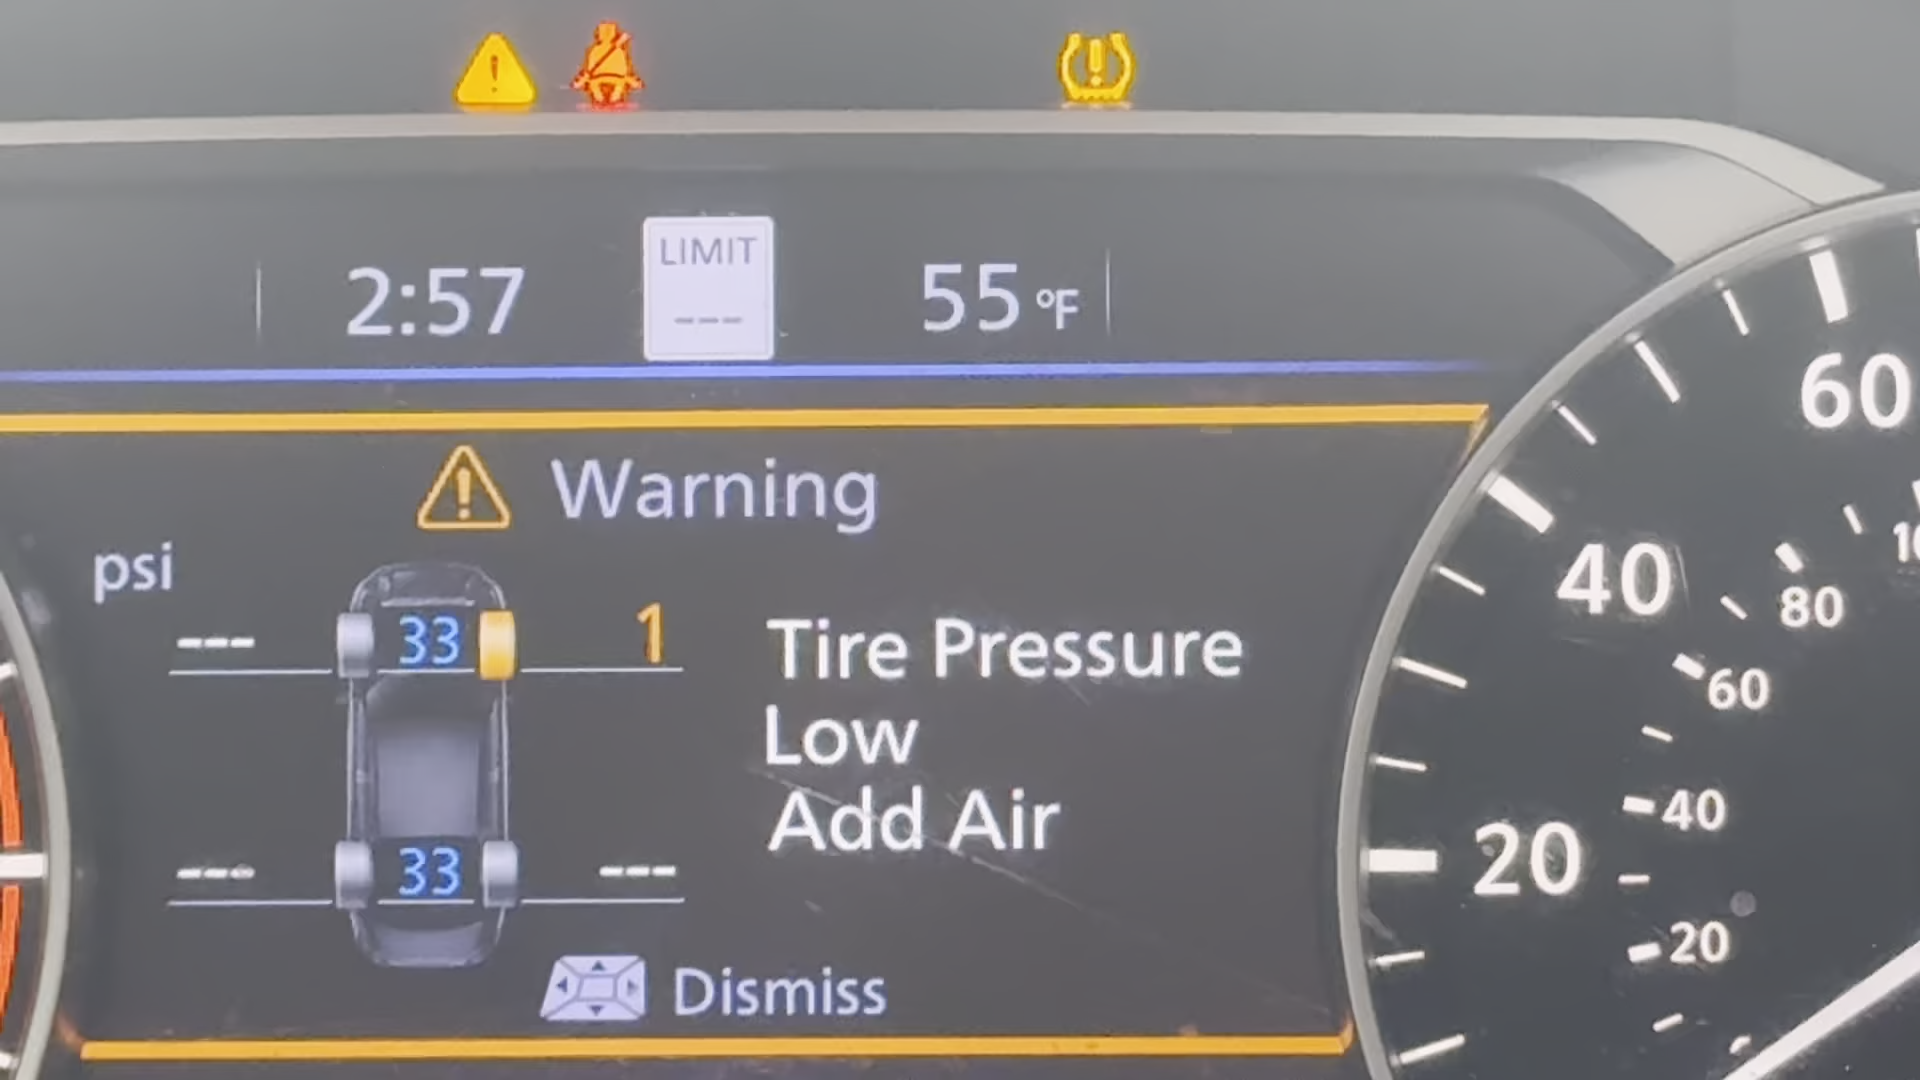 2:57
LIMIT
---
55 °F
Warning
psi
--- 33 1
Tire Pressure
Low
Add Air
--- 33 ---
Dismiss
60
40
20
80
60
40
20